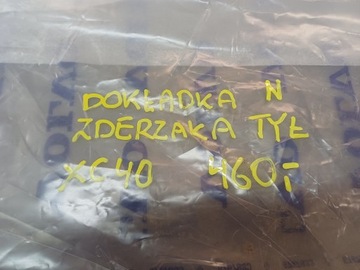 DOKŁADKA N
ZDERZAKA TYŁ
XC40 460,-